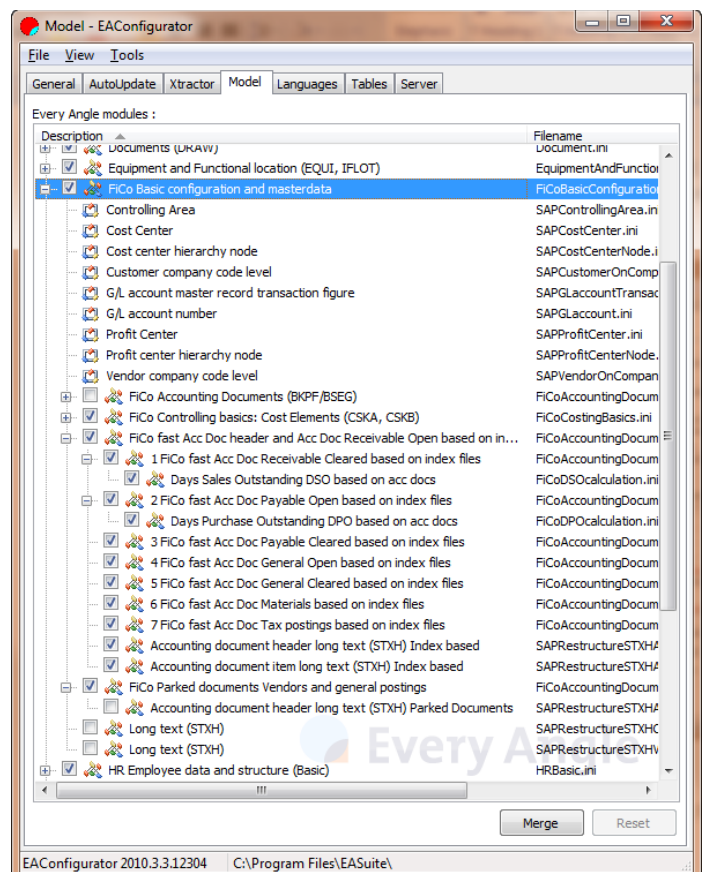 Model - EAConfigurator
File View Tools
General AutoUpdate Xtractor Model Languages Tables Server
Every Angle modules :
Description Filename
Documents (DRAW) Document.ini
Equipment and Functional location (EQUI, IFLOT) EquipmentAndFunction
FiCo Basic configuration and masterdata FiCoBasicConfiguration
Controlling Area SAPControllingArea.in
Cost Center SAPCostCenter.ini
Cost center hierarchy node SAPCostCenterNode.i
Customer company code level SAPCustomerOnComp
G/L account master record transaction figure SAPGLaccountTransac
G/L account number SAPGLaccount.ini
Profit Center SAPProfitCenter.ini
Profit center hierarchy node SAPProfitCenterNode.
Vendor company code level SAPVendorOnCompan
FiCo Accounting Documents (BKPF/BSEG) FiCoAccountingDocum
FiCo Controlling basics: Cost Elements (CSKA, CSKB) FiCoCostingBasics.ini
FiCo fast Acc Doc header and Acc Doc Receivable Open based on in... FiCoAccountingDocum
1 FiCo fast Acc Doc Receivable Cleared based on index files FiCoAccountingDocum
Days Sales Outstanding DSO based on acc docs FiCoDSOcalculation.ini
2 FiCo fast Acc Doc Payable Open based on index files FiCoAccountingDocum
Days Purchase Outstanding DPO based on acc docs FiCoDPOcalculation.ini
3 FiCo fast Acc Doc Payable Cleared based on index files FiCoAccountingDocum
4 FiCo fast Acc Doc General Open based on index files FiCoAccountingDocum
5 FiCo fast Acc Doc General Cleared based on index files FiCoAccountingDocum
6 FiCo fast Acc Doc Materials based on index files FiCoAccountingDocum
7 FiCo fast Acc Doc Tax postings based on index files FiCoAccountingDocum
Accounting document header long text (STXH) Index based SAPRestructureSTXHA
Accounting document item long text (STXH) Index based SAPRestructureSTXHA
FiCo Parked documents Vendors and general postings FiCoAccountingDocum
Accounting document header long text (STXH) Parked Documents SAPRestructureSTXHA
Long text (STXH) SAPRestructureSTXHC
Long text (STXH) SAPRestructureSTXHV
Every Angle
HR Employee data and structure (Basic) HRBasic.ini
Merge Reset
EAConfigurator 2010.3.3.12304 C:\Program Files\EASuite\